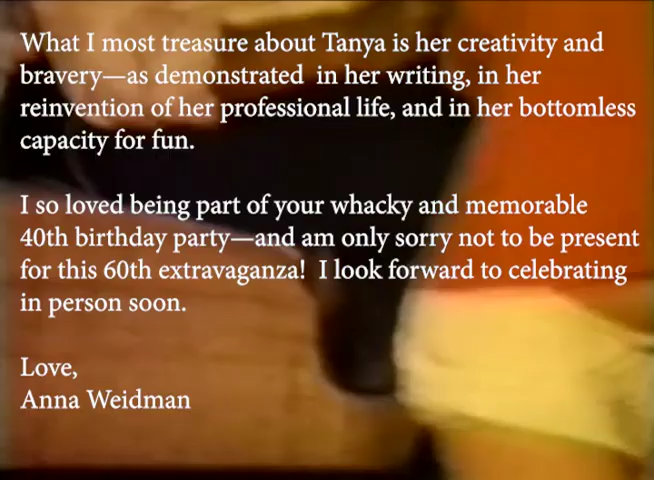 What I most treasure about Tanya is her creativity and
bravery—as demonstrated  in her writing, in her
reinvention of her professional life, and in her bottomless
capacity for fun.
I so loved being part of your whacky and memorable
40th birthday party—and am only sorry not to be present
for this 60th extravaganza!  I look forward to celebrating
in person soon.
Love,
Anna Weidman